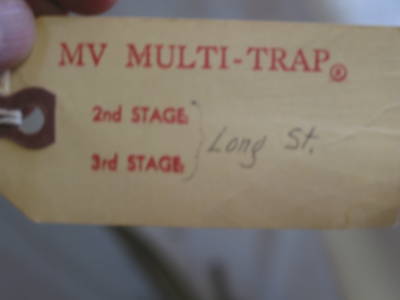 MV MULTI-TRAP®
2nd STAGE:
3rd STAGE:
Long St.